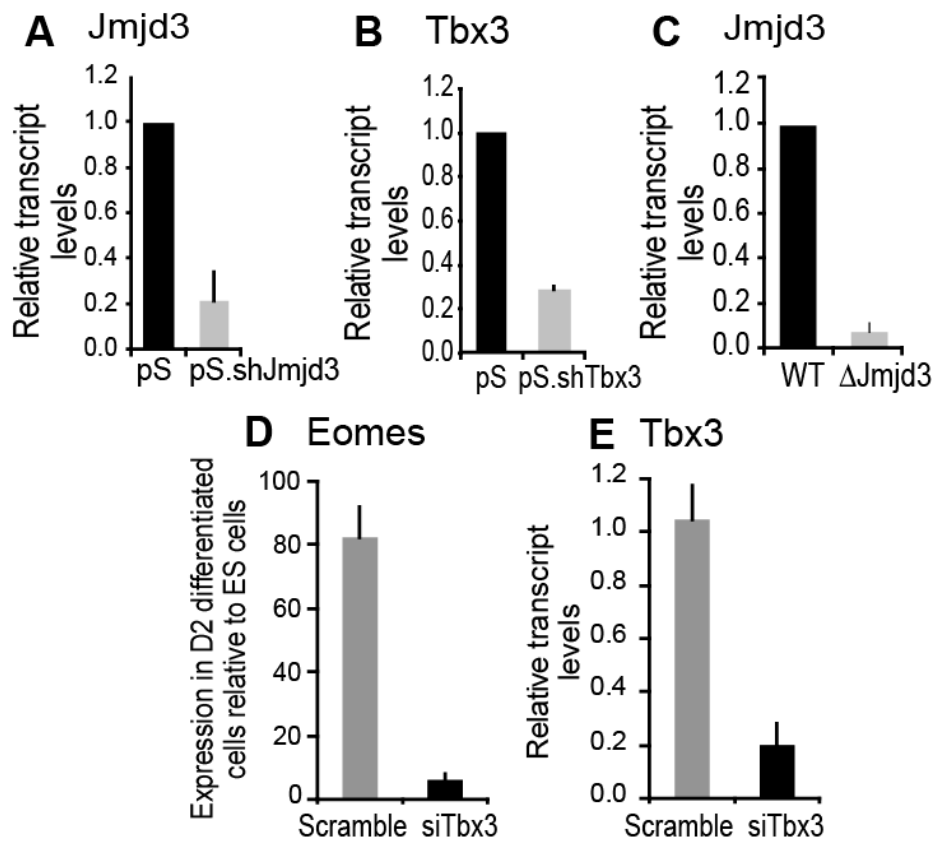 A Jmjd3
Relative transcript
levels
1.2
1.0
0.8
0.6
0.4
0.2
0.0
pS pS.shJmjd3
B Tbx3
Relative transcript
levels
1.2
1.0
0.8
0.6
0.4
0.2
0.0
pS pS.shTbx3
C Jmjd3
Relative transcript
levels
1.2
1.0
0.8
0.6
0.4
0.2
0.0
WT ΔJmjd3
D Eomes
Expression in D2 differentiated
cells relative to ES cells
100
80
60
40
20
0
Scramble siTbx3
E Tbx3
Relative transcript
levels
1.2
1.0
0.8
0.6
0.4
0.2
0.0
Scramble siTbx3